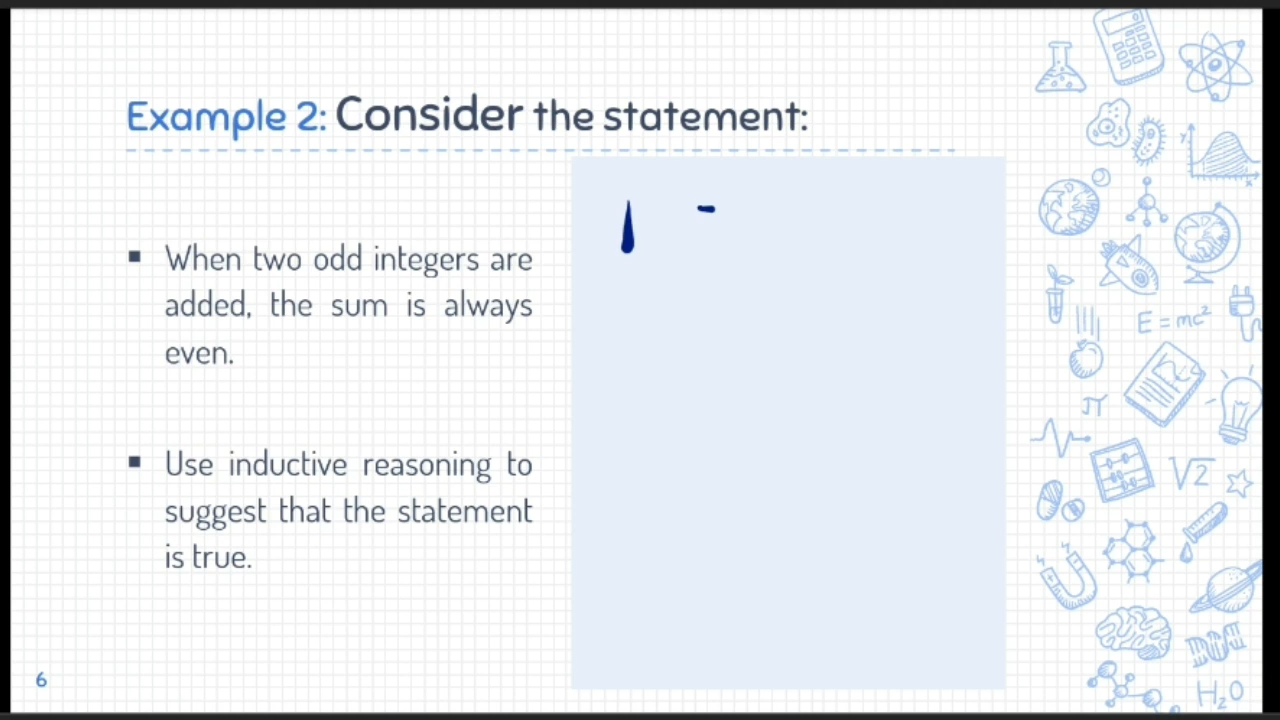 Example 2: Consider the statement:
▪ When two odd integers are
added, the sum is always
even.
▪ Use inductive reasoning to
suggest that the statement
is true.
6
y
x
E=mc²
π
√2
H₂O